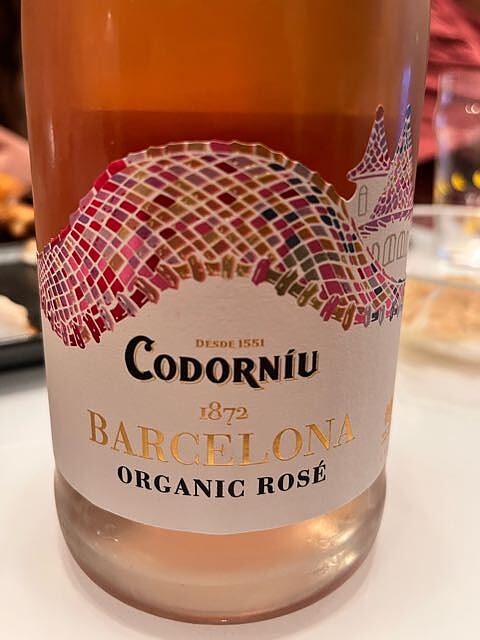 DESDE 1551
CODORNÍU
1872
BARCELONA
ORGANIC ROSÉ